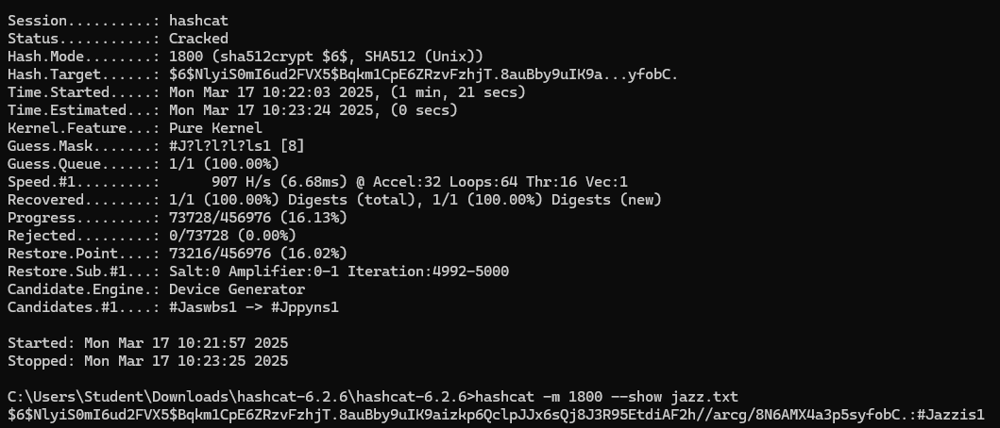 Session..........: hashcat
Status...........: Cracked
Hash.Mode........: 1800 (sha512crypt $6$, SHA512 (Unix))
Hash.Target......: $6$NlyiS0mI6ud2FVX5$Bqkm1CpE6ZRzvFzhjT.8auBby9uIK9a...yfobC.
Time.Started.....: Mon Mar 17 10:22:03 2025, (1 min, 21 secs)
Time.Estimated...: Mon Mar 17 10:23:24 2025, (0 secs)
Kernel.Feature...: Pure Kernel
Guess.Mask.......: #J?l?l?l?ls1 [8]
Guess.Queue......: 1/1 (100.00%)
Speed.#1.........:      907 H/s (6.68ms) @ Accel:32 Loops:64 Thr:16 Vec:1
Recovered........: 1/1 (100.00%) Digests (total), 1/1 (100.00%) Digests (new)
Progress.........: 73728/456976 (16.13%)
Rejected.........: 0/73728 (0.00%)
Restore.Point....: 73216/456976 (16.02%)
Restore.Sub.#1...: Salt:0 Amplifier:0-1 Iteration:4992-5000
Candidate.Engine.: Device Generator
Candidates.#1....: #Jaswbs1 -> #Jppyns1
Started: Mon Mar 17 10:21:57 2025
Stopped: Mon Mar 17 10:23:25 2025
C:\Users\Student\Downloads\hashcat-6.2.6\hashcat-6.2.6>hashcat -m 1800 --show jazz.txt
$6$NlyiS0mI6ud2FVX5$Bqkm1CpE6ZRzvFzhjT.8auBby9uIK9aizkp6QclpJJx6sQj8J3R95EtdiAF2h//arcg/8N6AMX4a3p5syfobC.:#Jazzis1